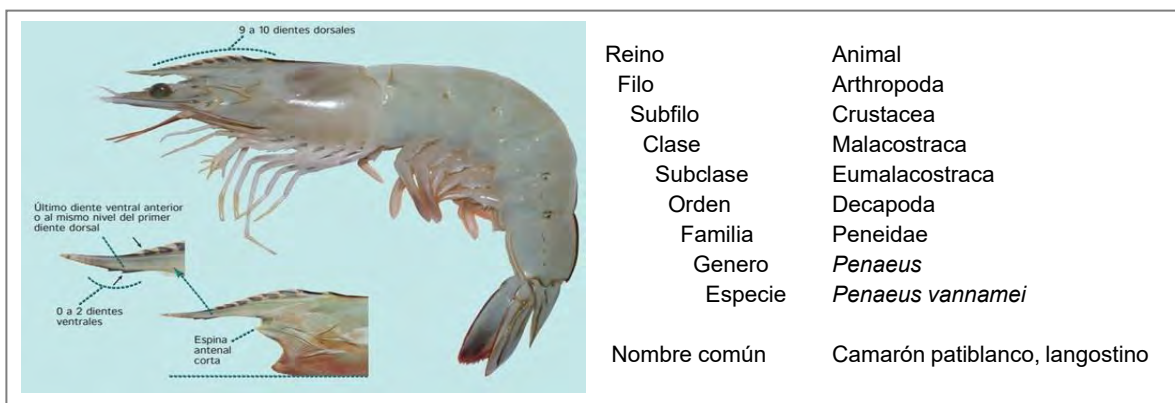 9 a 10 dientes dorsales
Último diente ventral anterior
o al mismo nivel del primer
diente dorsal
0 a 2 dientes
ventrales
Espina
antenal
corta
Reino Animal
Filo Arthropoda
Subfilo Crustacea
Clase Malacostraca
Subclase Eumalacostraca
Orden Decapoda
Familia Peneidae
Genero Penaeus
Especie Penaeus vannamei
Nombre común Camarón patiblanco, langostino